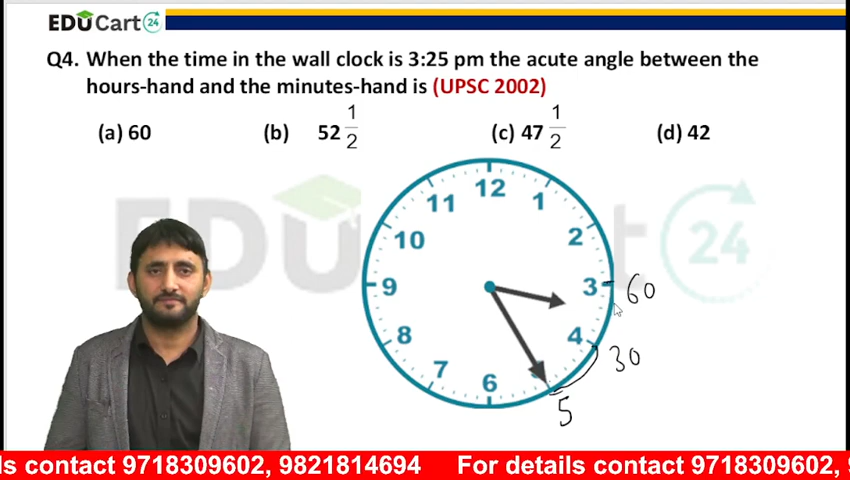 EDUCart 24
Q4. When the time in the wall clock is 3:25 pm the acute angle between the
hours-hand and the minutes-hand is (UPSC 2002)
(a) 60 (b) 52 1/2 (c) 47 1/2 (d) 42
EDU Cart 24
12
11 1
10 2
9 3 60
8 4
30
7
6
5
ls contact 9718309602, 9821814694 For details contact 9718309602,